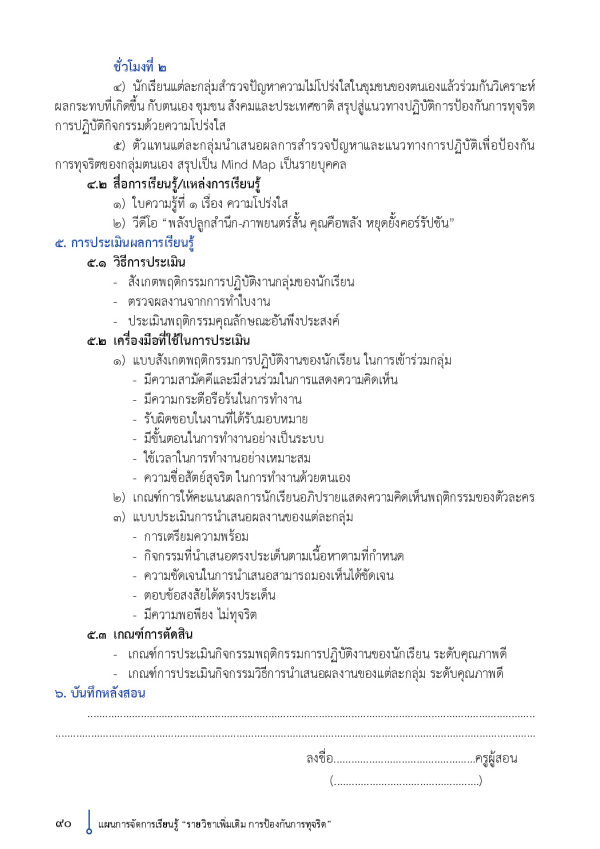 ชั่วโมงที่ ๒
๔) นักเรียนแต่ละกลุ่มสำรวจปัญหาความไม่โปร่งใสในชุมชนของตนเองแล้วร่วมกันวิเคราะห์
ผลกระทบที่เกิดขึ้น กับตนเอง ชุมชน สังคมและประเทศชาติ สรุปสู่แนวทางปฏิบัติการป้องกันการทุจริต
การปฏิบัติกิจกรรมด้วยความโปร่งใส
๕) ตัวแทนแต่ละกลุ่มนำเสนอผลการสำรวจปัญหาและแนวทางการปฏิบัติเพื่อป้องกัน
การทุจริตของกลุ่มตนเอง สรุปเป็น Mind Map เป็นรายบุคคล
๔.๒ สื่อการเรียนรู้/แหล่งการเรียนรู้
๑) ใบความรู้ที่ ๑ เรื่อง ความโปร่งใส
๒) วีดีโอ “พลังปลูกสำนึก-ภาพยนตร์สั้น คุณคือพลัง หยุดยั้งคอร์รัปชัน”
๕. การประเมินผลการเรียนรู้
๕.๑ วิธีการประเมิน
- สังเกตพฤติกรรมการปฏิบัติงานกลุ่มของนักเรียน
- ตรวจผลงานจากการทำใบงาน
- ประเมินพฤติกรรมคุณลักษณะอันพึงประสงค์
๕.๒ เครื่องมือที่ใช้ในการประเมิน
๑) แบบสังเกตพฤติกรรมการปฏิบัติงานของนักเรียน ในการเข้าร่วมกลุ่ม
- มีความสามัคคีและมีส่วนร่วมในการแสดงความคิดเห็น
- มีความกระตือรือร้นในการทำงาน
- รับผิดชอบในงานที่ได้รับมอบหมาย
- มีขั้นตอนในการทำงานอย่างเป็นระบบ
- ใช้เวลาในการทำงานอย่างเหมาะสม
- ความซื่อสัตย์สุจริต ในการทำงานด้วยตนเอง
๒) เกณฑ์การให้คะแนนผลการนักเรียนอภิปรายแสดงความคิดเห็นพฤติกรรมของตัวละคร
๓) แบบประเมินการนำเสนอผลงานของแต่ละกลุ่ม
- การเตรียมความพร้อม
- กิจกรรมที่นำเสนอตรงประเด็นตามเนื้อหาตามที่กำหนด
- ความชัดเจนในการนำเสนอสามารถมองเห็นได้ชัดเจน
- ตอบข้อสงสัยได้ตรงประเด็น
- มีความพอพียง ไม่ทุจริต
๕.๓ เกณฑ์การตัดสิน
- เกณฑ์การประเมินกิจกรรมพฤติกรรมการปฏิบัติงานของนักเรียน ระดับคุณภาพดี
- เกณฑ์การประเมินกิจกรรมวิธีการนำเสนอผลงานของแต่ละกลุ่ม ระดับคุณภาพดี
๖. บันทึกหลังสอน
................................................................................
................................................................................
ลงชื่อ................................................ครูผู้สอน
(.................................................)
๙๐ แผนการจัดการเรียนรู้ “รายวิชาเพิ่มเติม การป้องกันการทุจริต”